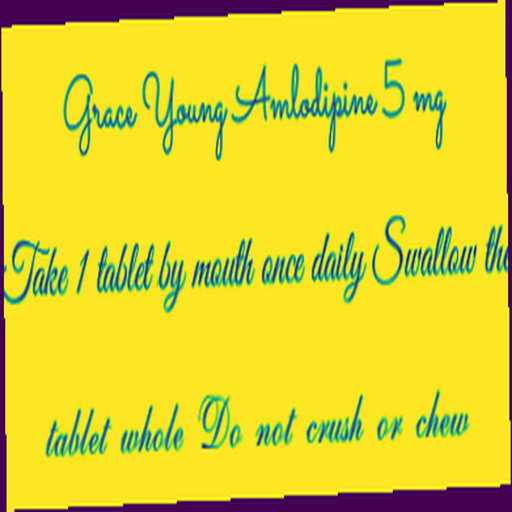 Grace Young Amlodipine 5 mg
Take 1 tablet by mouth once daily Swallow the
tablet whole Do not crush or chew